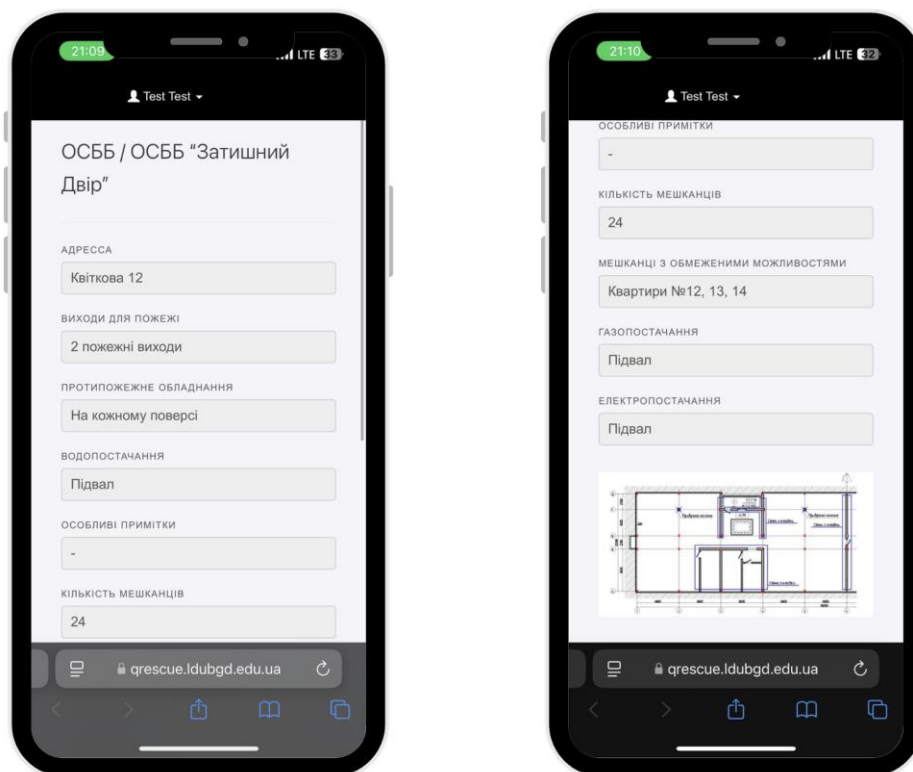 21:09
LTE 33
Test Test
ОСББ / ОСББ “Затишний
Двір”
АДРЕССА
Квіткова 12
ВИХОДИ ДЛЯ ПОЖЕЖІ
2 пожежні виходи
ПРОТИПОЖЕЖНЕ ОБЛАДНАННЯ
На кожному поверсі
ВОДОПОСТАЧАННЯ
Підвал
ОСОБЛИВІ ПРИМІТКИ
-
КІЛЬКІСТЬ МЕШКАНЦІВ
24
qrescue.ldubgd.edu.ua
21:10
LTE 32
Test Test
ОСОБЛИВІ ПРИМІТКИ
-
КІЛЬКІСТЬ МЕШКАНЦІВ
24
МЕШКАНЦІ З ОБМЕЖЕНИМИ МОЖЛИВОСТЯМИ
Квартири №12, 13, 14
ГАЗОПОСТАЧАННЯ
Підвал
ЕЛЕКТРОПОСТАЧАННЯ
Підвал
qrescue.ldubgd.edu.ua